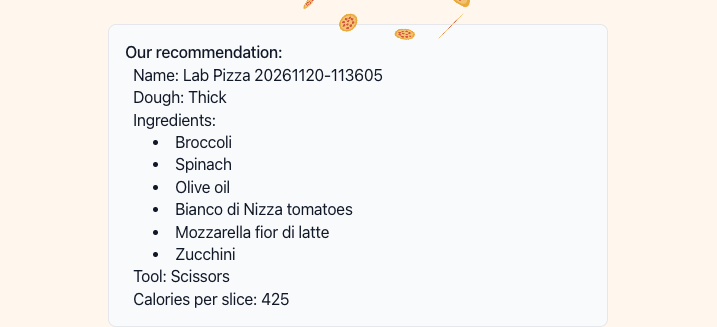 Our recommendation:
Name: Lab Pizza 20261120-113605
Dough: Thick
Ingredients:
• Broccoli
• Spinach
• Olive oil
• Bianco di Nizza tomatoes
• Mozzarella fior di latte
• Zucchini
Tool: Scissors
Calories per slice: 425